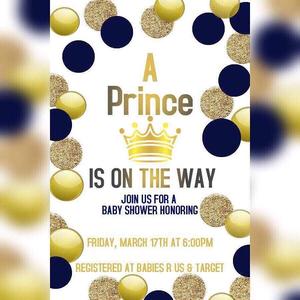 A
Prince
IS ON THE WAY
JOIN US FOR A
BABY SHOWER HONORING
FRIDAY, MARCH 17TH AT 6:00PM
REGISTERED AT BABIES R US & TARGET